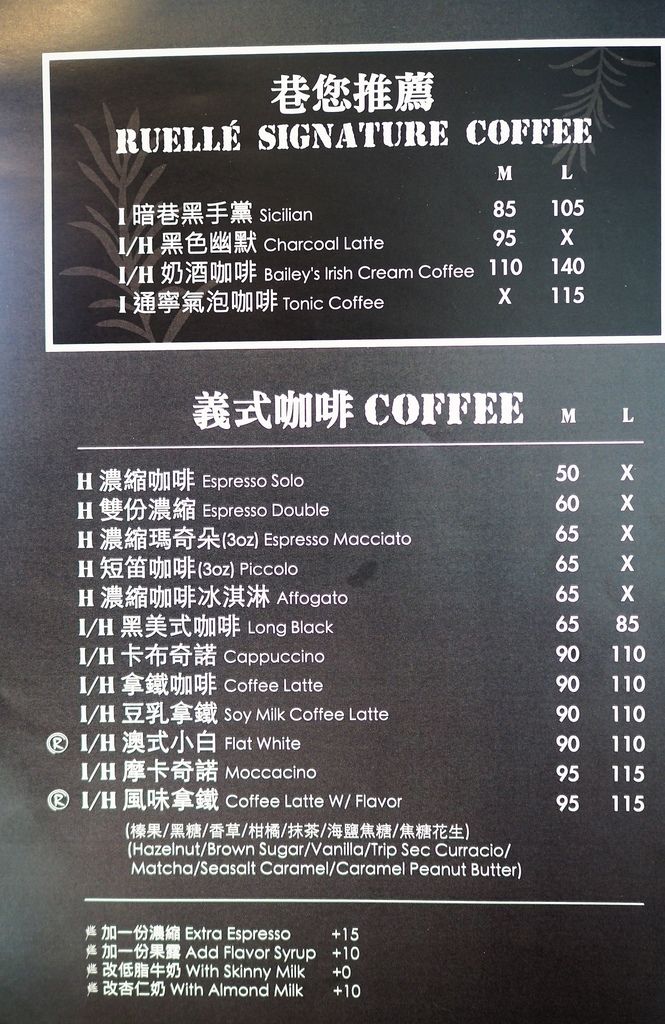 巷您推薦
RUELLÉ SIGNATURE COFFEE
M L
I 暗巷黑手黨 Sicilian 85 105
I/H 黑色幽默 Charcoal Latte 95 X
I/H 奶酒咖啡 Bailey's Irish Cream Coffee 110 140
I 通寧氣泡咖啡 Tonic Coffee X 115
義式咖啡 COFFEE M L
H 濃縮咖啡 Espresso Solo 50 X
H 雙份濃縮 Espresso Double 60 X
H 濃縮瑪奇朵(3oz) Espresso Macciato 65 X
H 短笛咖啡(3oz) Piccolo 65 X
H 濃縮咖啡冰淇淋 Affogato 65 X
I/H 黑美式咖啡 Long Black 65 85
I/H 卡布奇諾 Cappuccino 90 110
I/H 拿鐵咖啡 Coffee Latte 90 110
I/H 豆乳拿鐵 Soy Milk Coffee Latte 90 110
® I/H 澳式小白 Flat White 90 110
I/H 摩卡奇諾 Moccacino 95 115
® I/H 風味拿鐵 Coffee Latte W/ Flavor 95 115
(榛果/黑糖/香草/柑橘/抹茶/海鹽焦糖/焦糖花生)
(Hazelnut/Brown Sugar/Vanilla/Trip Sec Curracio/
Matcha/Seasalt Caramel/Caramel Peanut Butter)
加一份濃縮 Extra Espresso +15
加一份果露 Add Flavor Syrup +10
改低脂牛奶 With Skinny Milk +0
改杏仁奶 With Almond Milk +10